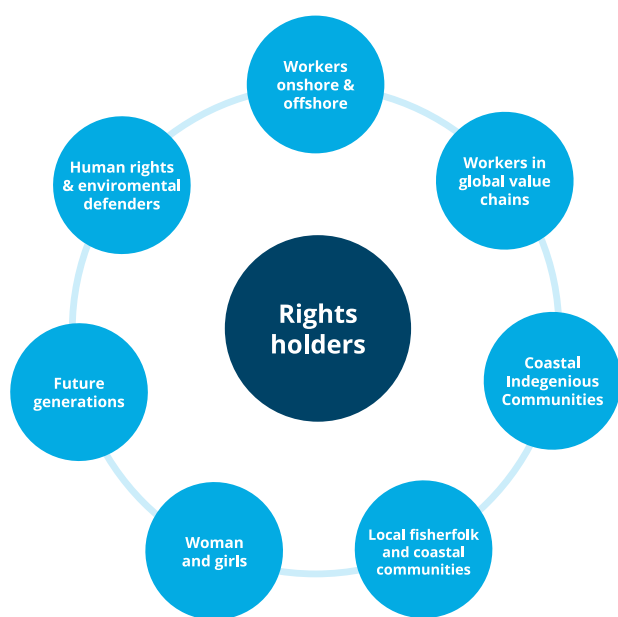 Workers
onshore &
offshore
Workers in
global value
chains
Coastal
Indegenious
Communities
Local fisherfolk
and coastal
communities
Woman
and girls
Future
generations
Human rights
& enviromental
defenders
Rights
holders